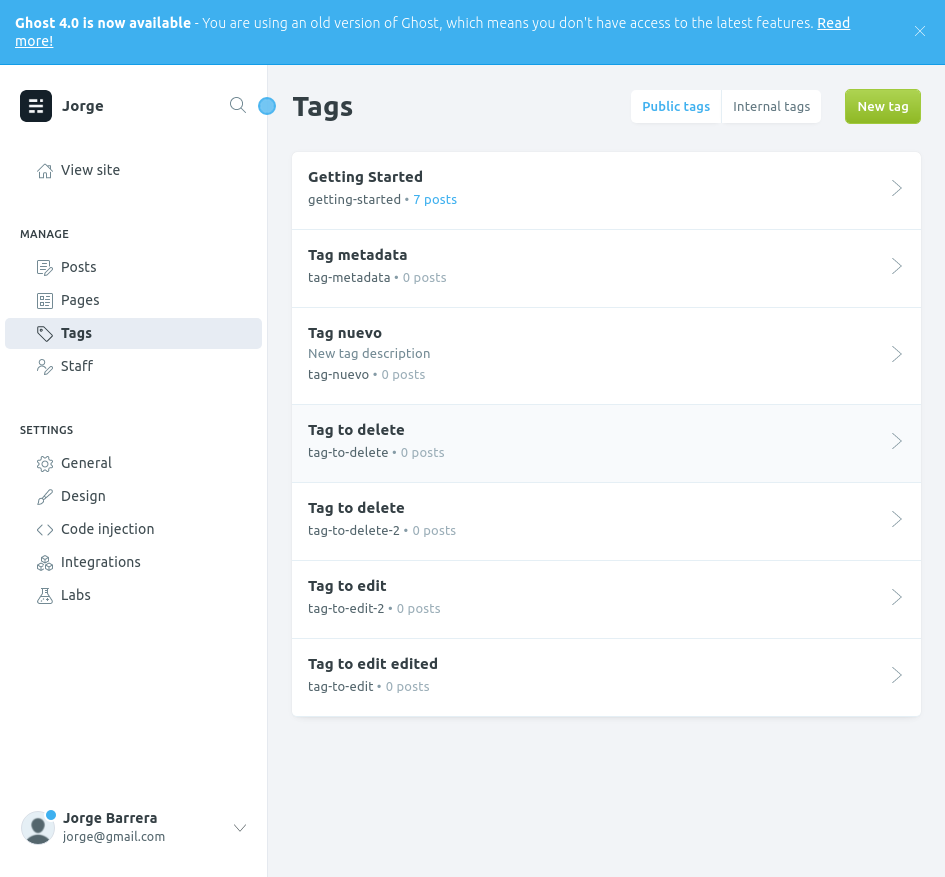 Ghost 4.0 is now available - You are using an old version of Ghost, which means you don't have access to the latest features. Read
more!
Jorge
View site
MANAGE
Posts
Pages
Tags
Staff
SETTINGS
General
Design
Code injection
Integrations
Labs
Jorge Barrera
jorge@gmail.com
Tags
Public tags
Internal tags
New tag
Getting Started
getting-started • 7 posts
Tag metadata
tag-metadata • 0 posts
Tag nuevo
New tag description
tag-nuevo • 0 posts
Tag to delete
tag-to-delete • 0 posts
Tag to delete
tag-to-delete-2 • 0 posts
Tag to edit
tag-to-edit-2 • 0 posts
Tag to edit edited
tag-to-edit • 0 posts